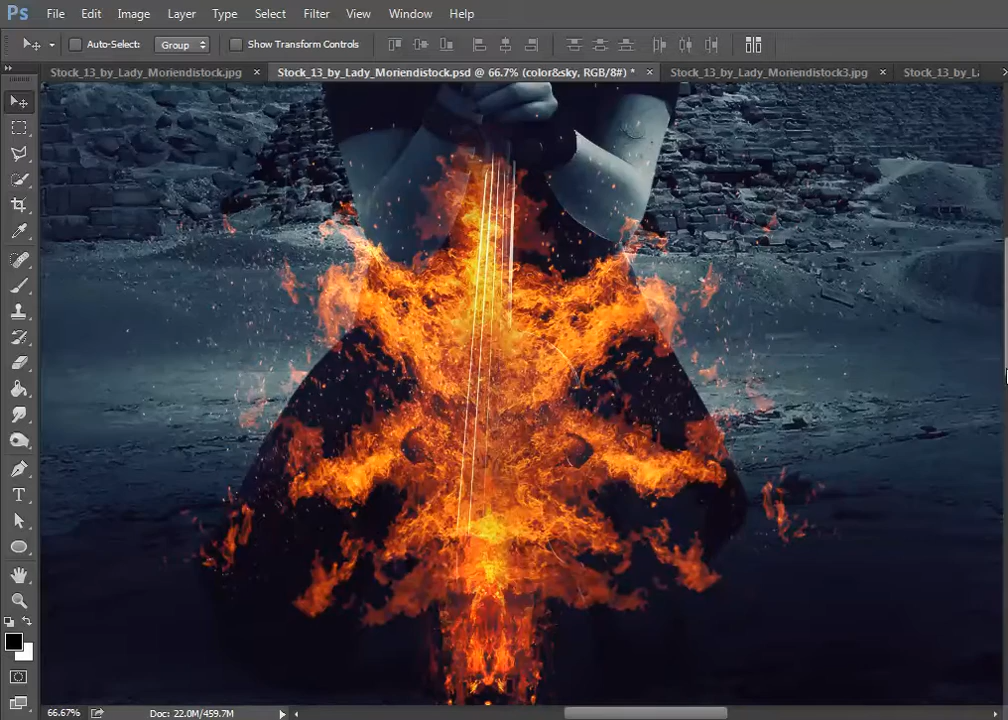 Ps File Edit Image Layer Type Select Filter View Window Help
Auto-Select: Group Show Transform Controls
Stock_13_by_Lady_Moriendistock.jpg × Stock_13_by_Lady_Moriendistock.psd @ 66.7% (color&sky, RGB/8#) * × Stock_13_by_Lady_Moriendistock3.jpg × Stock_13_by_L
T
66.67% Doc: 22.0M/459.7M